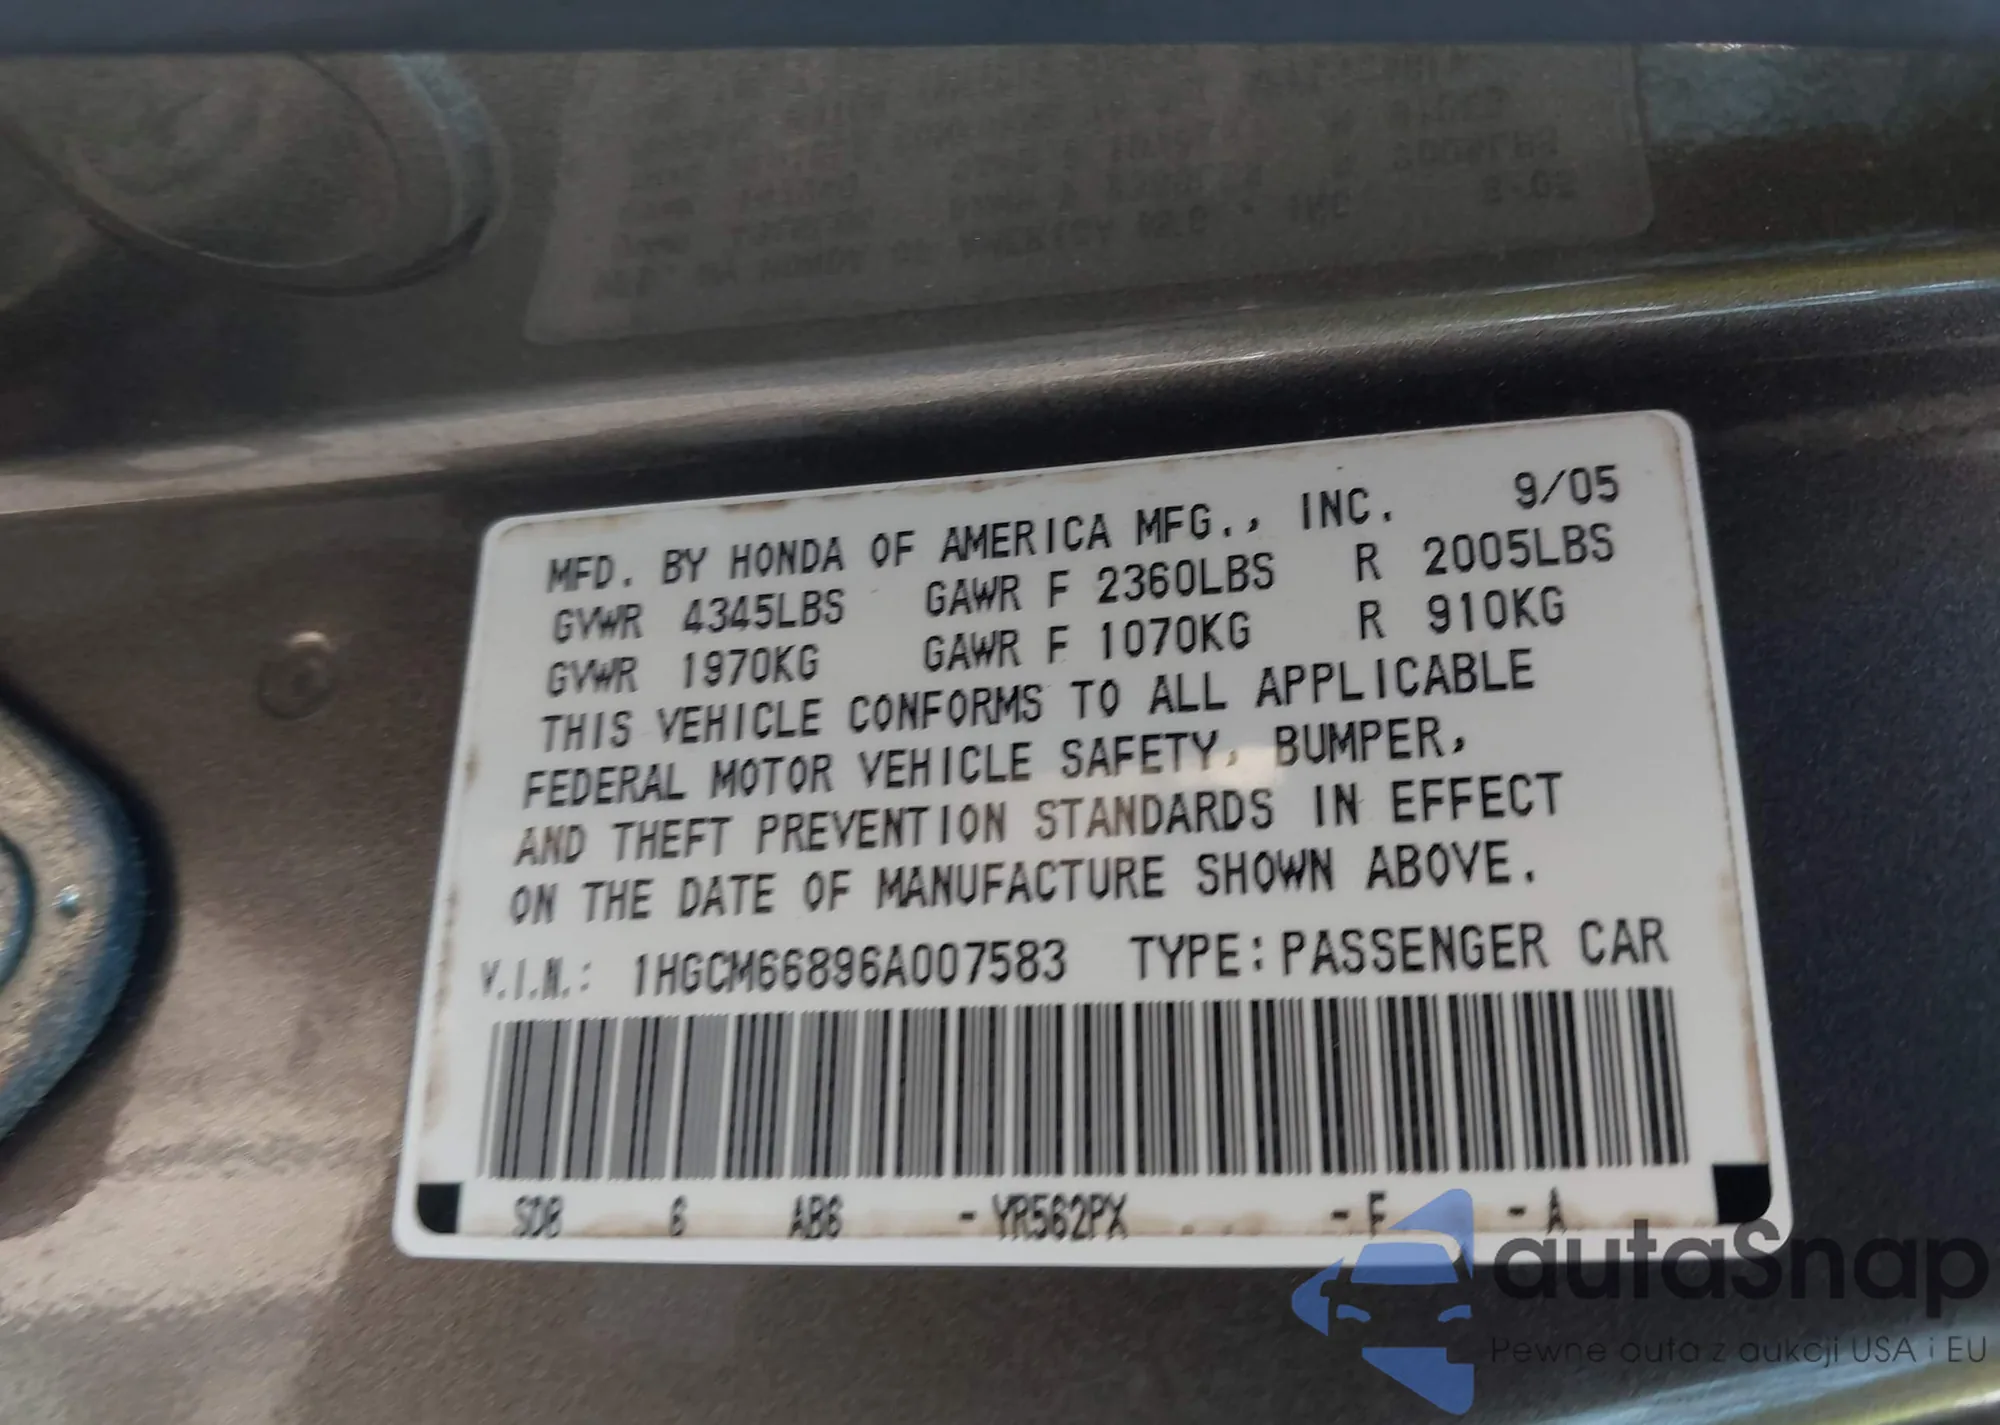 MFD. BY HONDA OF AMERICA MFG., INC. 9/05
GVWR 4345LBS GAWR F 2360LBS R 2005LBS
GVWR 1970KG GAWR F 1070KG R 910KG
THIS VEHICLE CONFORMS TO ALL APPLICABLE
FEDERAL MOTOR VEHICLE SAFETY, BUMPER,
AND THEFT PREVENTION STANDARDS IN EFFECT
ON THE DATE OF MANUFACTURE SHOWN ABOVE.
V.I.N.: 1HGCM66896A007583 TYPE: PASSENGER CAR
SDB 6 AB6 - YR562PX - F - A
autaSnap
Pewne auta z aukcji USA i EU